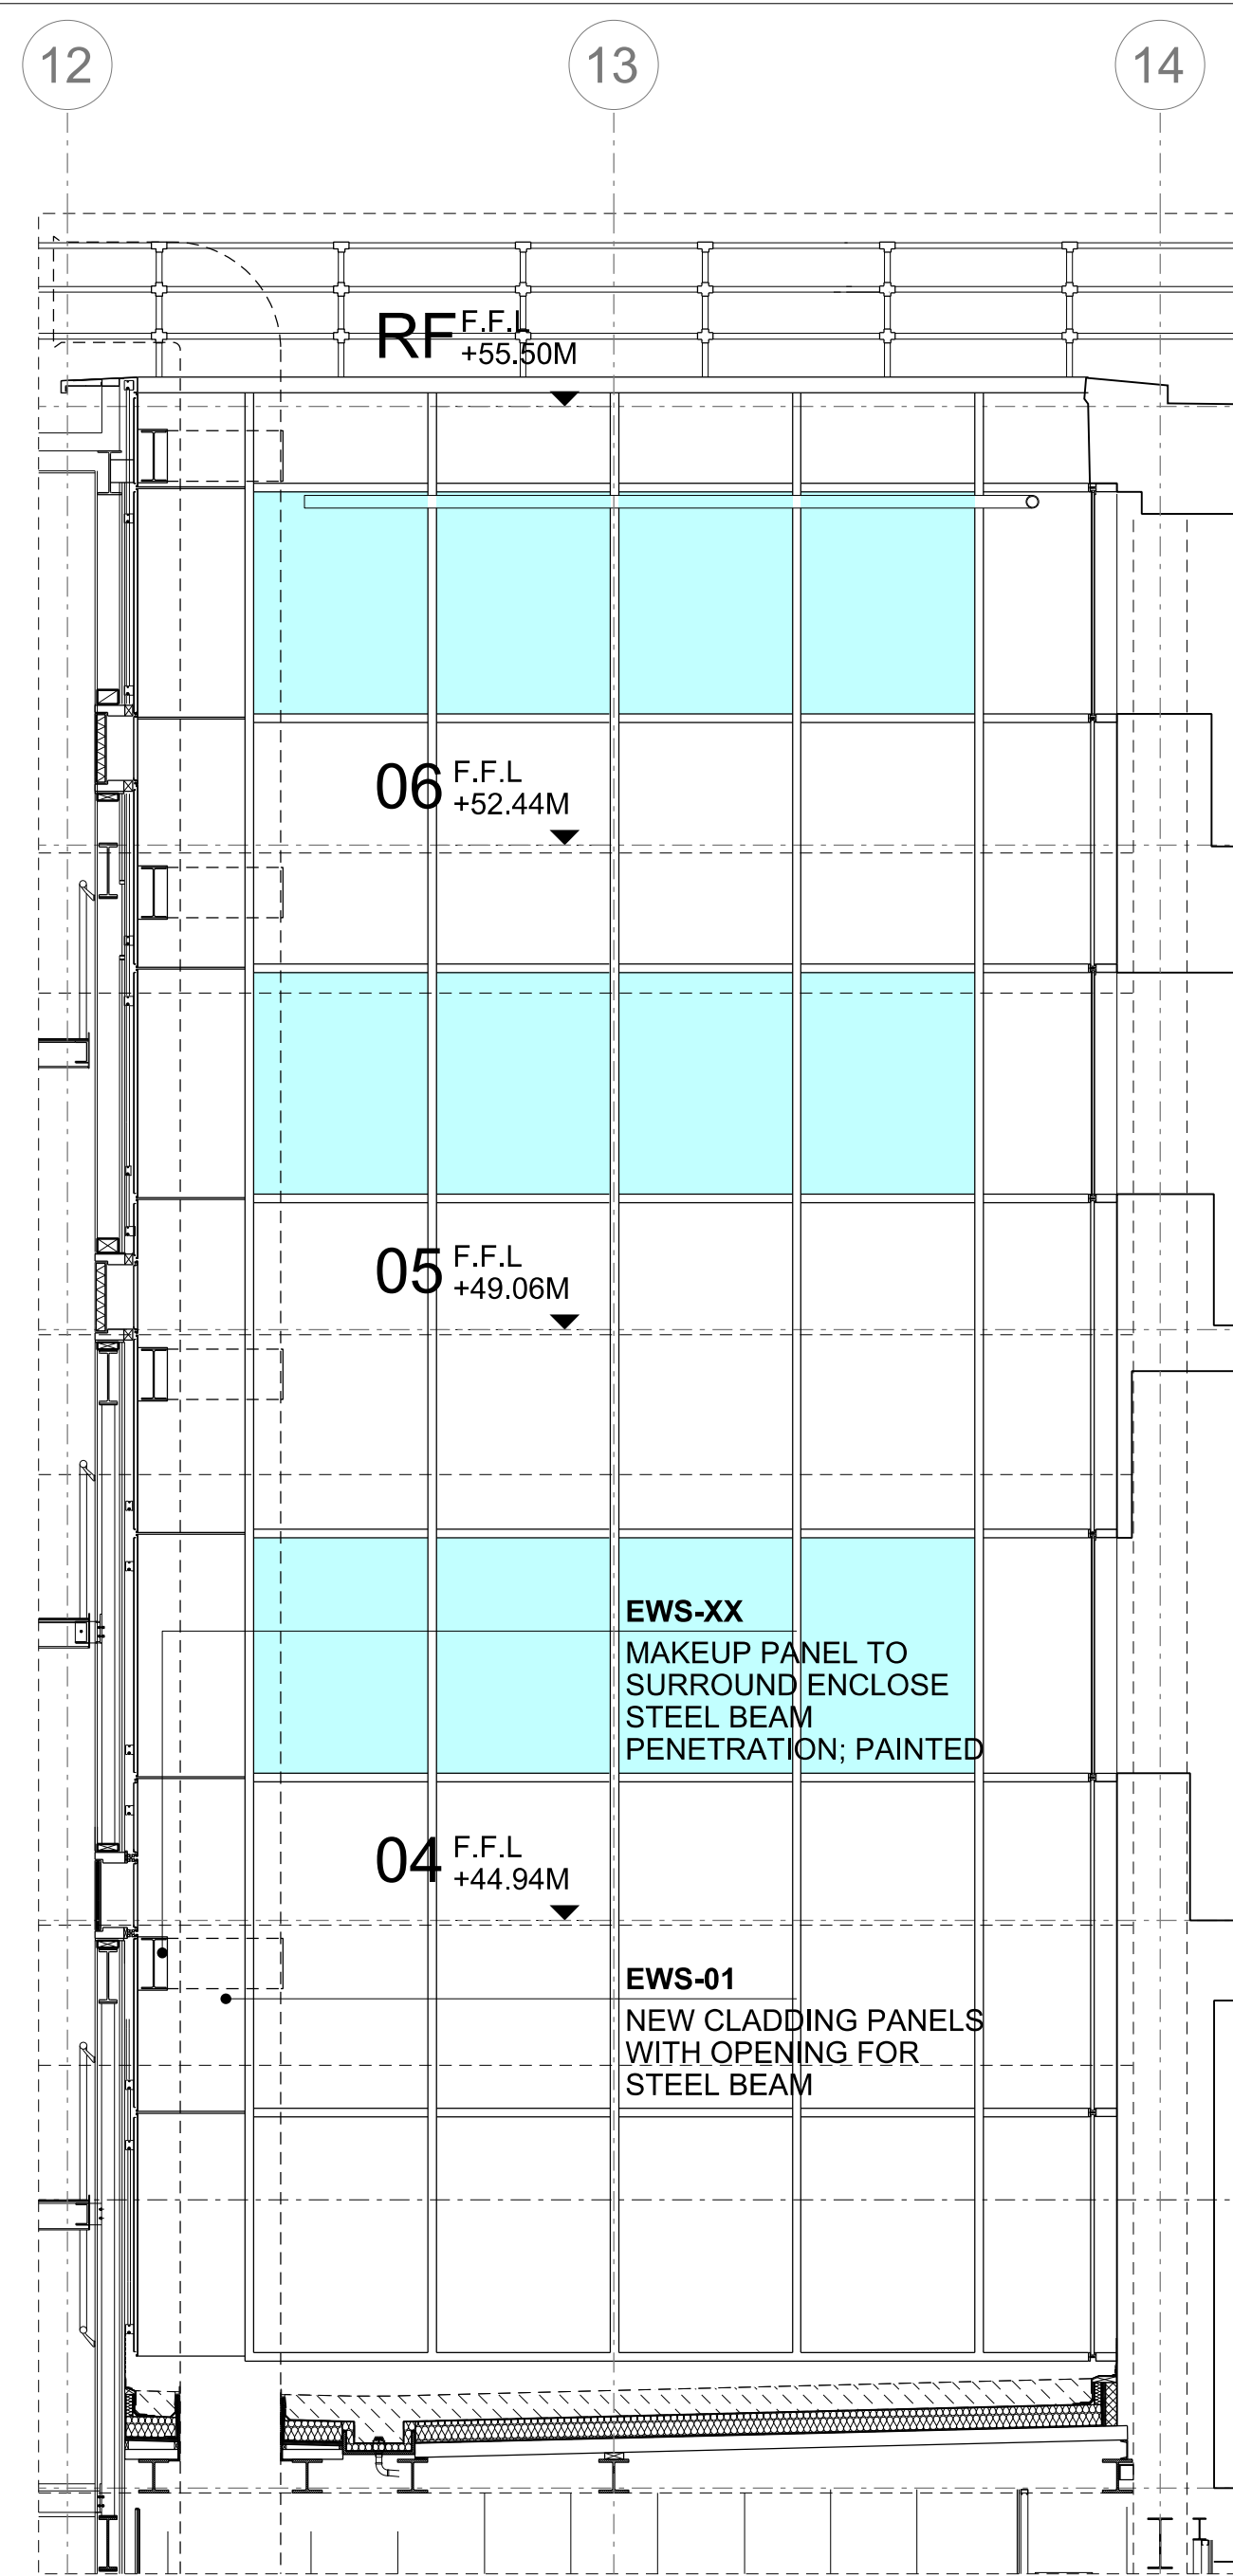 12
13
14
RF F.F.L
+55.50M
06 F.F.L
+52.44M
05 F.F.L
+49.06M
EWS-XX
MAKEUP PANEL TO
SURROUND ENCLOSE
STEEL BEAM
PENETRATION; PAINTED
04 F.F.L
+44.94M
EWS-01
NEW CLADDING PANELS
WITH OPENING FOR
STEEL BEAM